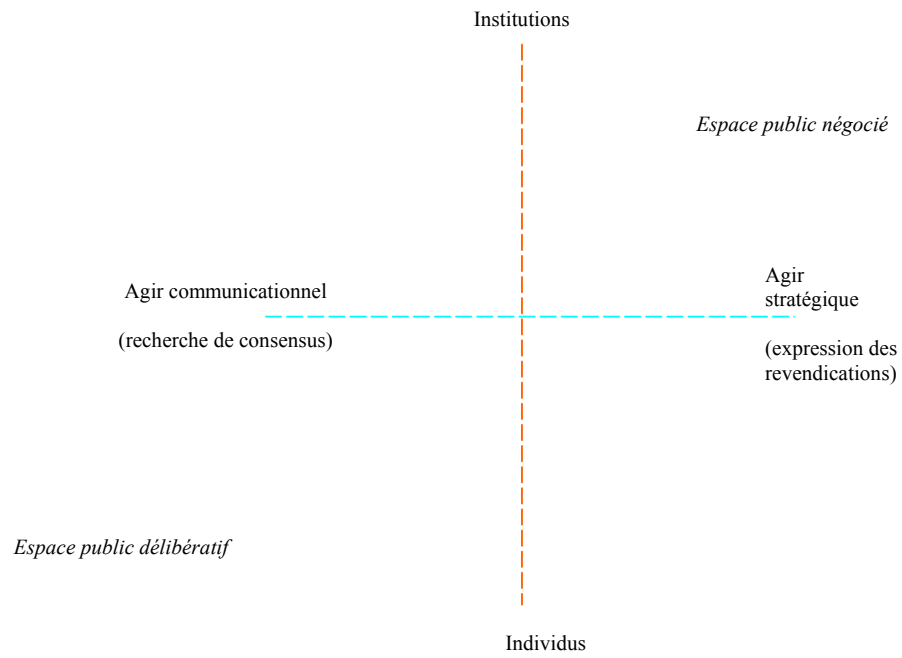 Institutions
Espace public négocié
Agir communicationnel
(recherche de consensus)
Agir
stratégique
(expression des
revendications)
Espace public délibératif
Individus